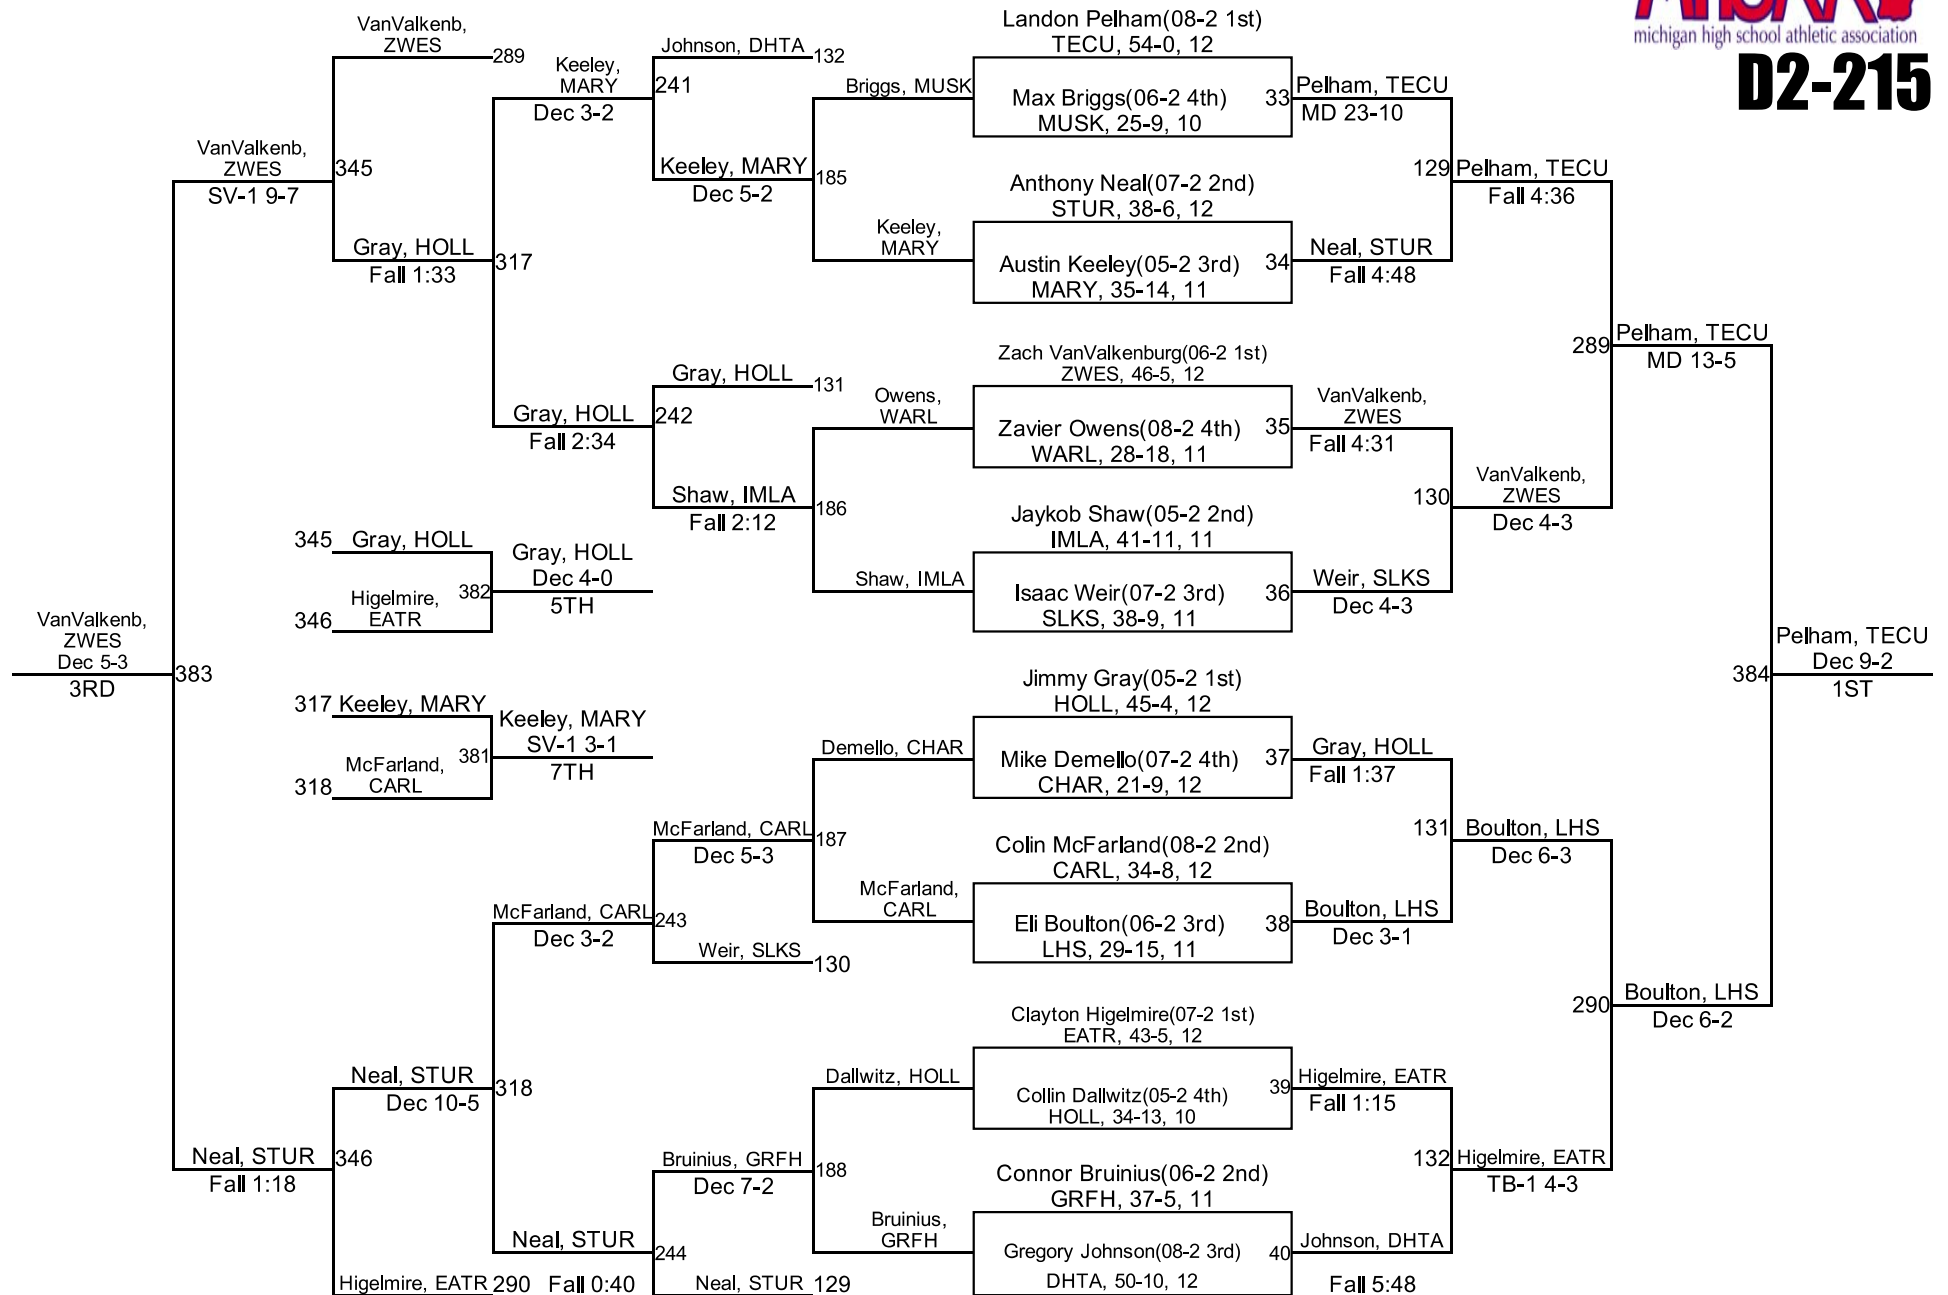 michigan high school athletic association
D2-215
VanValkenb,
ZWES
289
VanValkenb,
ZWES
SV-1 9-7
345
Gray, HOLL
Fall 1:33
317
Keeley,
MARY
Dec 3-2
241
Johnson, DHTA
132
Keeley, MARY
Dec 5-2
185
Briggs, MUSK
Keeley,
MARY
Gray, HOLL
Fall 2:34
242
Gray, HOLL
131
Shaw, IMLA
Fall 2:12
186
Owens,
WARL
Shaw, IMLA
345 Gray, HOLL
346 Higelmire,
EATR
382
Gray, HOLL
Dec 4-0
5TH
VanValkenb,
ZWES
Dec 5-3
3RD
383
317 Keeley, MARY
318 McFarland,
CARL
381
Keeley, MARY
SV-1 3-1
7TH
Demello, CHAR
McFarland, CARL
Dec 5-3
187
McFarland,
CARL
McFarland, CARL
Dec 3-2
243
Weir, SLKS
130
Neal, STUR
Dec 10-5
318
Dallwitz, HOLL
Bruinius, GRFH
Dec 7-2
188
Bruinius,
GRFH
Neal, STUR
Fall 1:18
346
Neal, STUR
Fall 0:40
244
Higelmire, EATR 290
Neal, STUR 129
Landon Pelham(08-2 1st)
TECU, 54-0, 12
Max Briggs(06-2 4th)
MUSK, 25-9, 10
33
Anthony Neal(07-2 2nd)
STUR, 38-6, 12
Austin Keeley(05-2 3rd)
MARY, 35-14, 11
34
Zach VanValkenburg(06-2 1st)
ZWES, 46-5, 12
Zavier Owens(08-2 4th)
WARL, 28-18, 11
35
Jaykob Shaw(05-2 2nd)
IMLA, 41-11, 11
Isaac Weir(07-2 3rd)
SLKS, 38-9, 11
36
Jimmy Gray(05-2 1st)
HOLL, 45-4, 12
Mike Demello(07-2 4th)
CHAR, 21-9, 12
37
Colin McFarland(08-2 2nd)
CARL, 34-8, 12
Eli Boulton(06-2 3rd)
LHS, 29-15, 11
38
Clayton Higelmire(07-2 1st)
EATR, 43-5, 12
Collin Dallwitz(05-2 4th)
HOLL, 34-13, 10
39
Connor Bruinius(06-2 2nd)
GRFH, 37-5, 11
Gregory Johnson(08-2 3rd)
DHTA, 50-10, 12
40
Pelham, TECU
MD 23-10
129
Pelham, TECU
Fall 4:36
Neal, STUR
Fall 4:48
289
Pelham, TECU
MD 13-5
VanValkenb,
ZWES
Fall 4:31
130
VanValkenb,
ZWES
Dec 4-3
Weir, SLKS
Dec 4-3
384
Pelham, TECU
Dec 9-2
1ST
Gray, HOLL
Fall 1:37
131
Boulton, LHS
Dec 6-3
Boulton, LHS
Dec 3-1
290
Boulton, LHS
Dec 6-2
Higelmire, EATR
Fall 1:15
132
Higelmire, EATR
TB-1 4-3
Johnson, DHTA
Fall 5:48